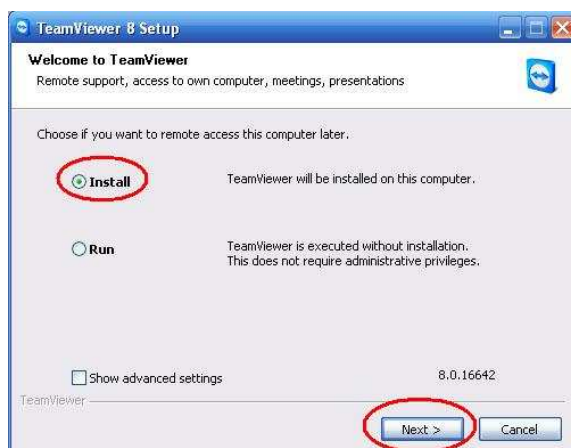 TeamViewer 8 Setup
Welcome to TeamViewer
Remote support, access to own computer, meetings, presentations
Choose if you want to remote access this computer later.
Install
TeamViewer will be installed on this computer.
Run
TeamViewer is executed without installation.
This does not require administrative privileges.
Show advanced settings
8.0.16642
TeamViewer
Next >
Cancel